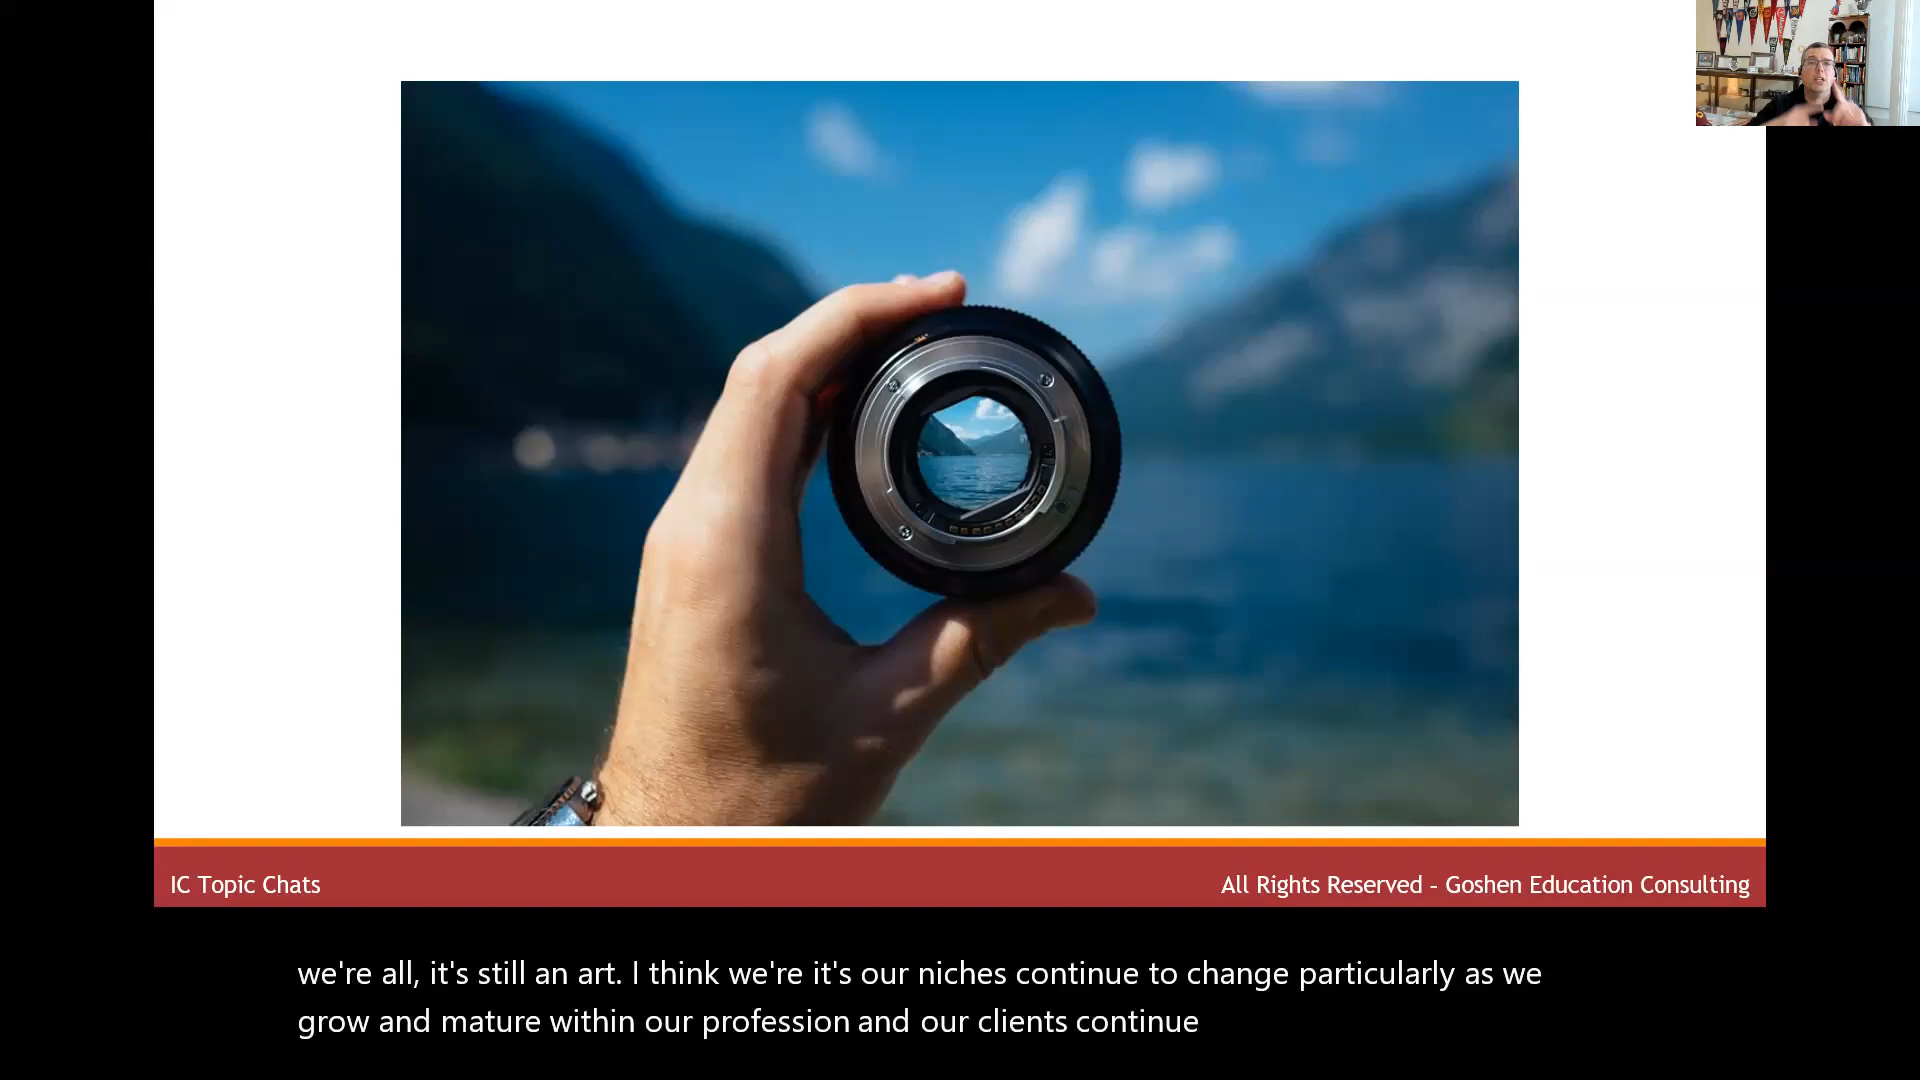 IC Topic Chats
All Rights Reserved - Goshen Education Consulting
we're all, it's still an art. I think we're it's our niches continue to change particularly as we
grow and mature within our profession and our clients continue